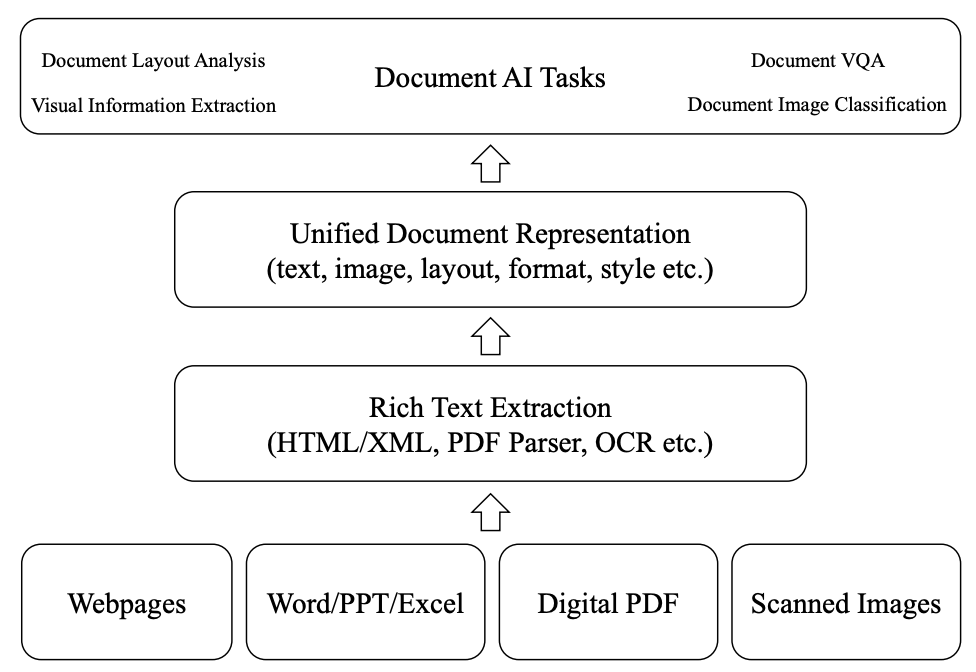 Document Layout Analysis
Visual Information Extraction
Document AI Tasks
Document VQA
Document Image Classification
Unified Document Representation
(text, image, layout, format, style etc.)
Rich Text Extraction
(HTML/XML, PDF Parser, OCR etc.)
Webpages
Word/PPT/Excel
Digital PDF
Scanned Images